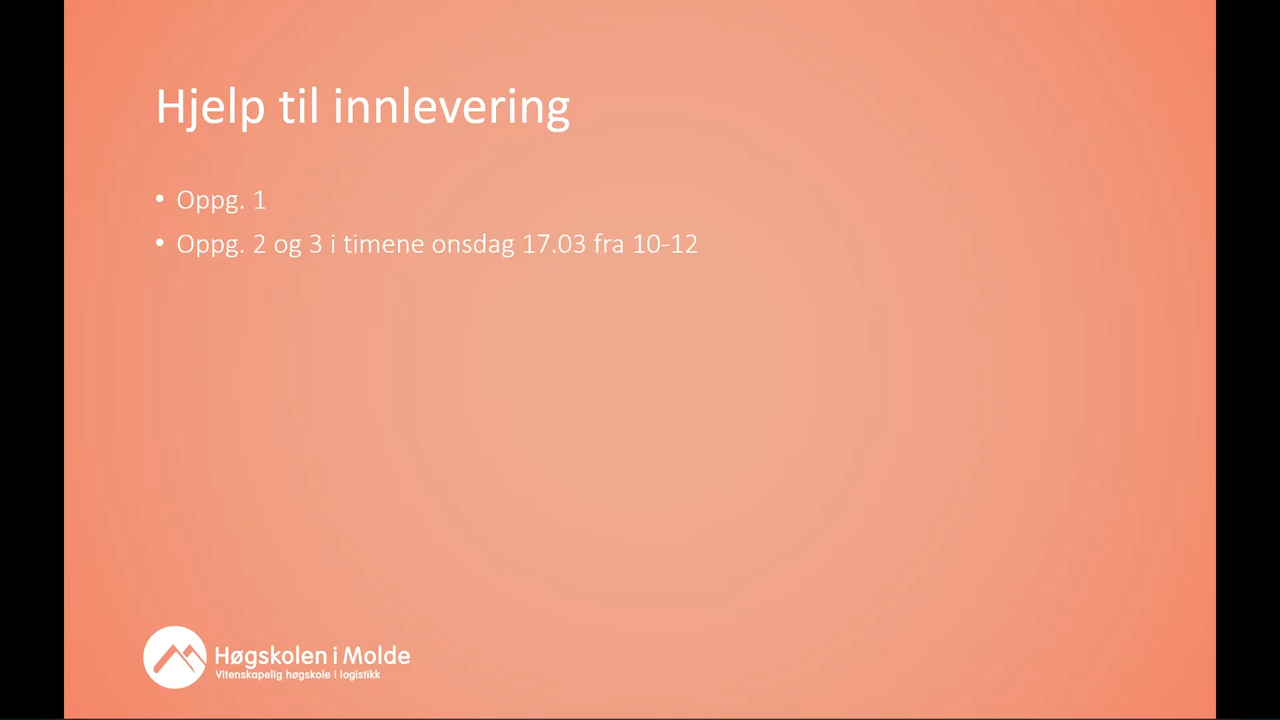 Hjelp til innlevering
• Oppg. 1
• Oppg. 2 og 3 i timene onsdag 17.03 fra 10-12
Høgskolen i Molde
Vitenskapelig høgskole i logistikk